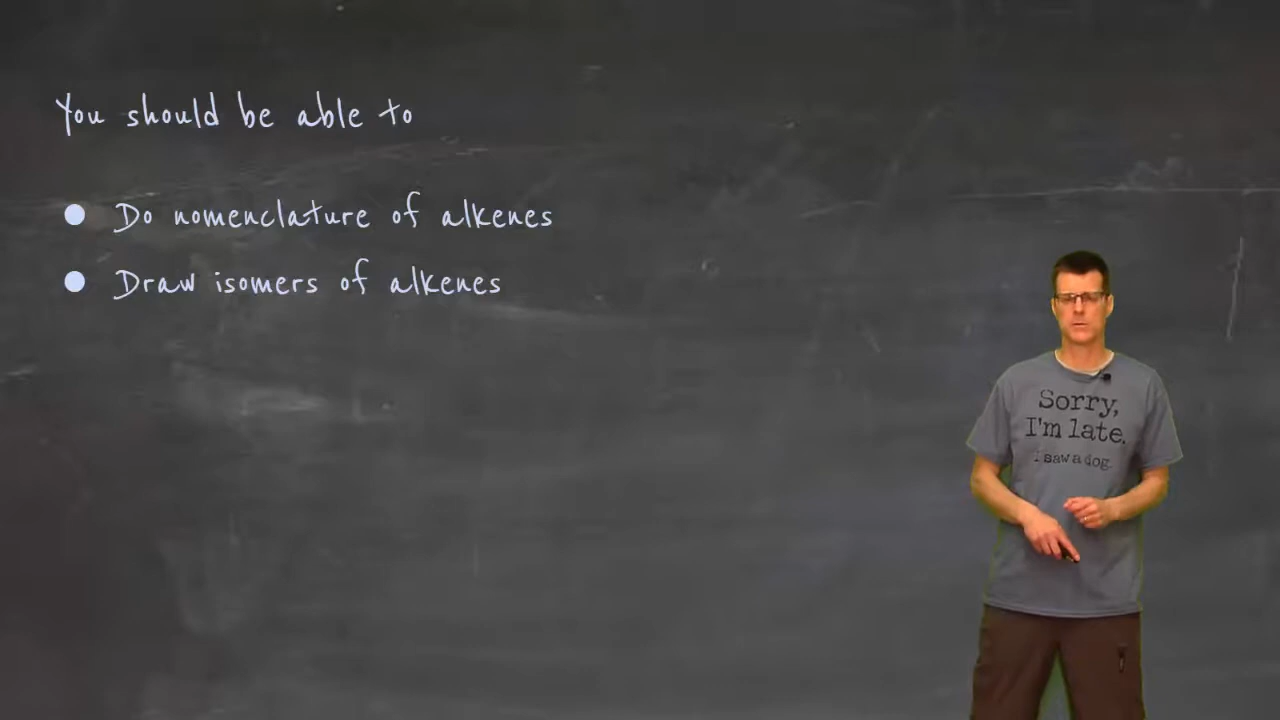 You should be able to
● Do nomenclature of alkenes
● Draw isomers of alkenes
Sorry,
I'm late.
i saw a dog.